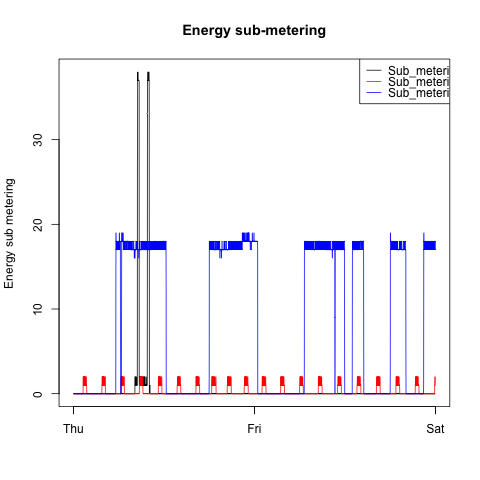 Energy sub-metering
Sub_meteri
Sub_meteri
Sub_meteri
Energy sub metering
30
20
10
0
Thu
Fri
Sat